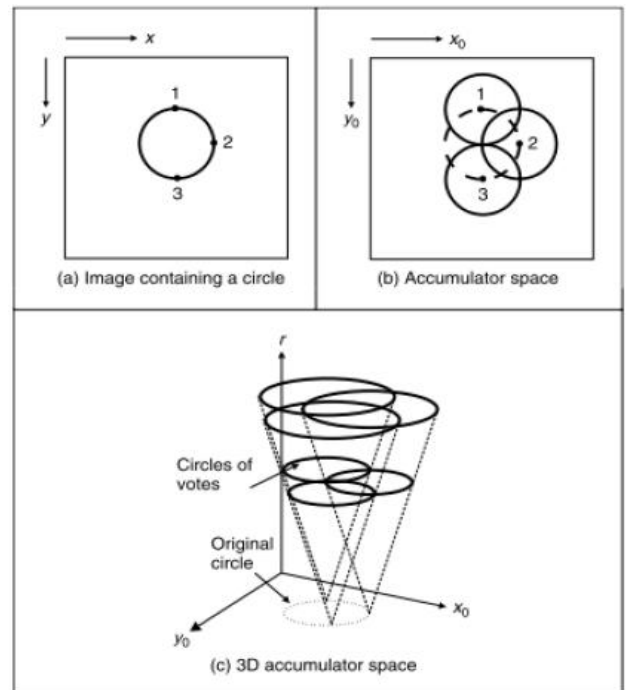 x
y
1
2
3
(a) Image containing a circle
x₀
y₀
1
2
3
(b) Accumulator space
r
Circles of
votes
Original
circle
x₀
y₀
(c) 3D accumulator space